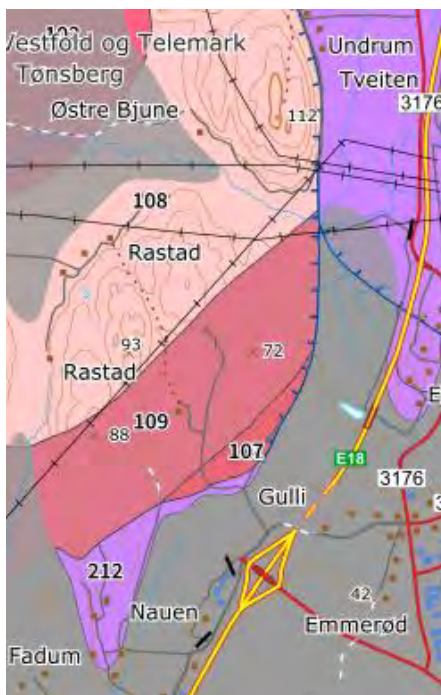 Vestfold og Telemark
Tønsberg
Undrum
Tveiten
3176
Østre Bjune
112
108
Rastad
93
72
Rastad
109
88
107
E18
Gulli
3176
212
42
Nauen
Emmerød
Fadum